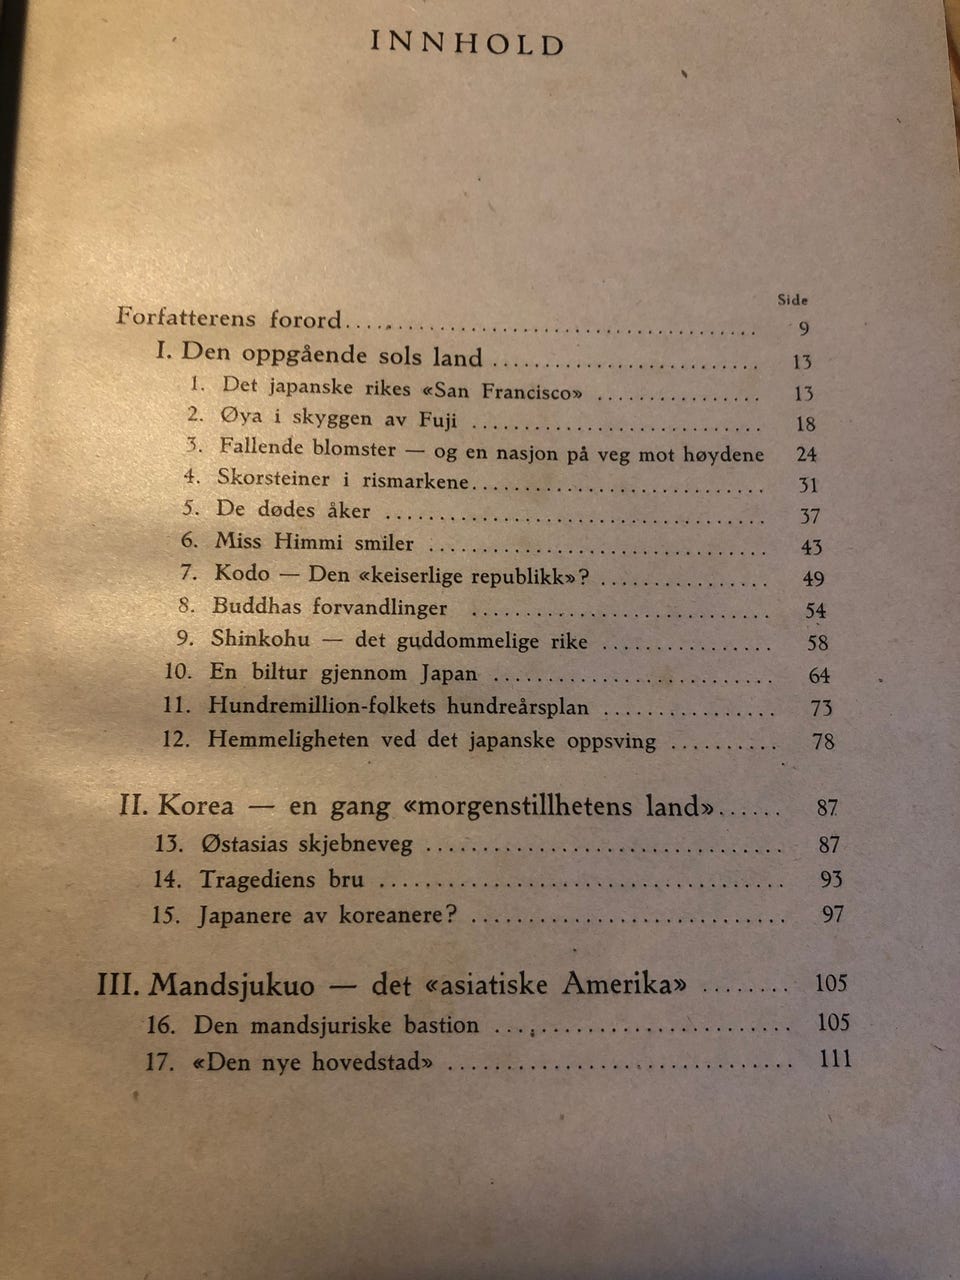 INNHOLD
Side
Forfatterens forord........................................ 9
I. Den oppgående sols land ............................ 13
1. Det japanske rikes «San Francisco» ................ 13
2. Øya i skyggen av Fuji .............................. 18
3. Fallende blomster — og en nasjon på veg mot høydene 24
4. Skorsteiner i rismarkene............................ 31
5. De dødes åker ...................................... 37
6. Miss Himmi smiler .................................. 43
7. Kodo — Den «keiserlige republikk»? ................ 49
8. Buddhas forvandlinger .............................. 54
9. Shinkohu — det guddommelige rike ................ 58
10. En biltur gjennom Japan ............................ 64
11. Hundremillion-folkets hundreårsplan ................ 73
12. Hemmeligheten ved det japanske oppsving .......... 78
II. Korea — en gang «morgenstillhetens land»...... 87
13. Østasias skjebneveg ................................ 87
14. Tragediens bru .................................... 93
15. Japanere av koreanere? ............................ 97
III. Mandsjukuo — det «asiatiske Amerika» ........ 105
16. Den mandsjuriske bastion .......................... 105
17. «Den nye hovedstad» .............................. 111